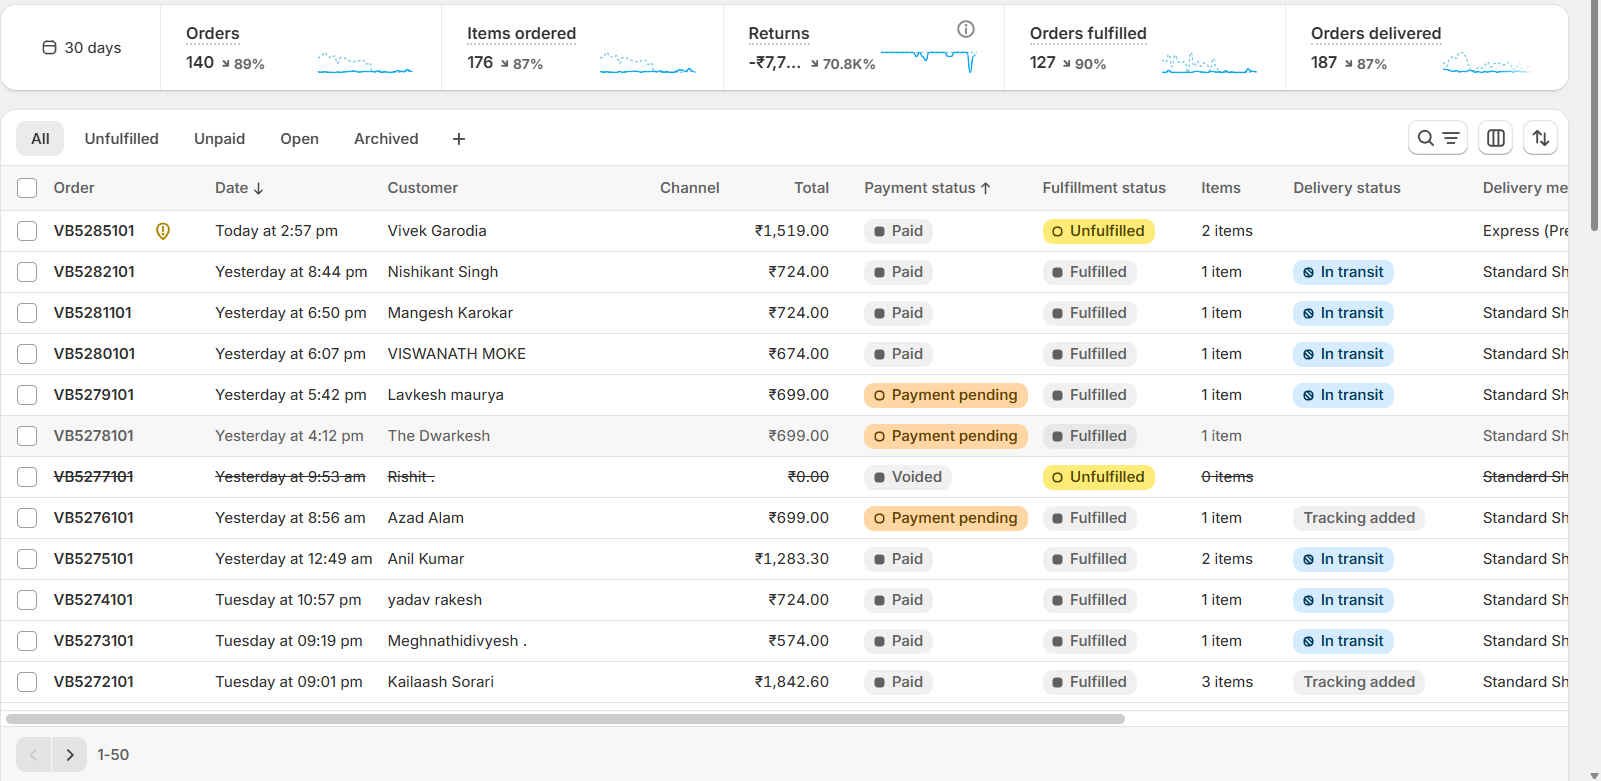 30 days
Orders
140 89%
Items ordered
176 87%
Returns
-₹7,7... 70.8K%
Orders fulfilled
127 90%
Orders delivered
187 87%
All Unfulfilled Unpaid Open Archived +
Order Date Customer Channel Total Payment status Fulfillment status Items Delivery status Delivery me
VB5285101 Today at 2:57 pm Vivek Garodia ₹1,519.00 Paid Unfulfilled 2 items Express (Pre
VB5282101 Yesterday at 8:44 pm Nishikant Singh ₹724.00 Paid Fulfilled 1 item In transit Standard Sh
VB5281101 Yesterday at 6:50 pm Mangesh Karokar ₹724.00 Paid Fulfilled 1 item In transit Standard Sh
VB5280101 Yesterday at 6:07 pm VISWANATH MOKE ₹674.00 Paid Fulfilled 1 item In transit Standard Sh
VB5279101 Yesterday at 5:42 pm Lavkesh maurya ₹699.00 Payment pending Fulfilled 1 item In transit Standard Sh
VB5278101 Yesterday at 4:12 pm The Dwarkesh ₹699.00 Payment pending Fulfilled 1 item Standard Sh
VB5277101 Yesterday at 9:53 am Rishit . ₹0.00 Voided Unfulfilled 0 items Standard Sh
VB5276101 Yesterday at 8:56 am Azad Alam ₹699.00 Payment pending Fulfilled 1 item Tracking added Standard Sh
VB5275101 Yesterday at 12:49 am Anil Kumar ₹1,283.30 Paid Fulfilled 2 items In transit Standard Sh
VB5274101 Tuesday at 10:57 pm yadav rakesh ₹724.00 Paid Fulfilled 1 item In transit Standard Sh
VB5273101 Tuesday at 09:19 pm Meghnathidivyesh . ₹574.00 Paid Fulfilled 1 item In transit Standard Sh
VB5272101 Tuesday at 09:01 pm Kailaash Sorari ₹1,842.60 Paid Fulfilled 3 items Tracking added Standard Sh
1-50